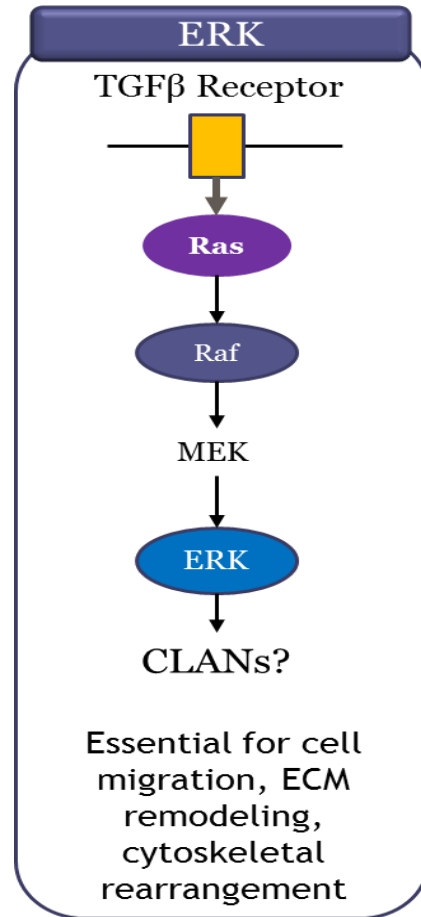 ERK
TGFβ Receptor
Ras
Raf
MEK
ERK
CLANs?
Essential for cell
migration, ECM
remodeling,
cytoskeletal
rearrangement